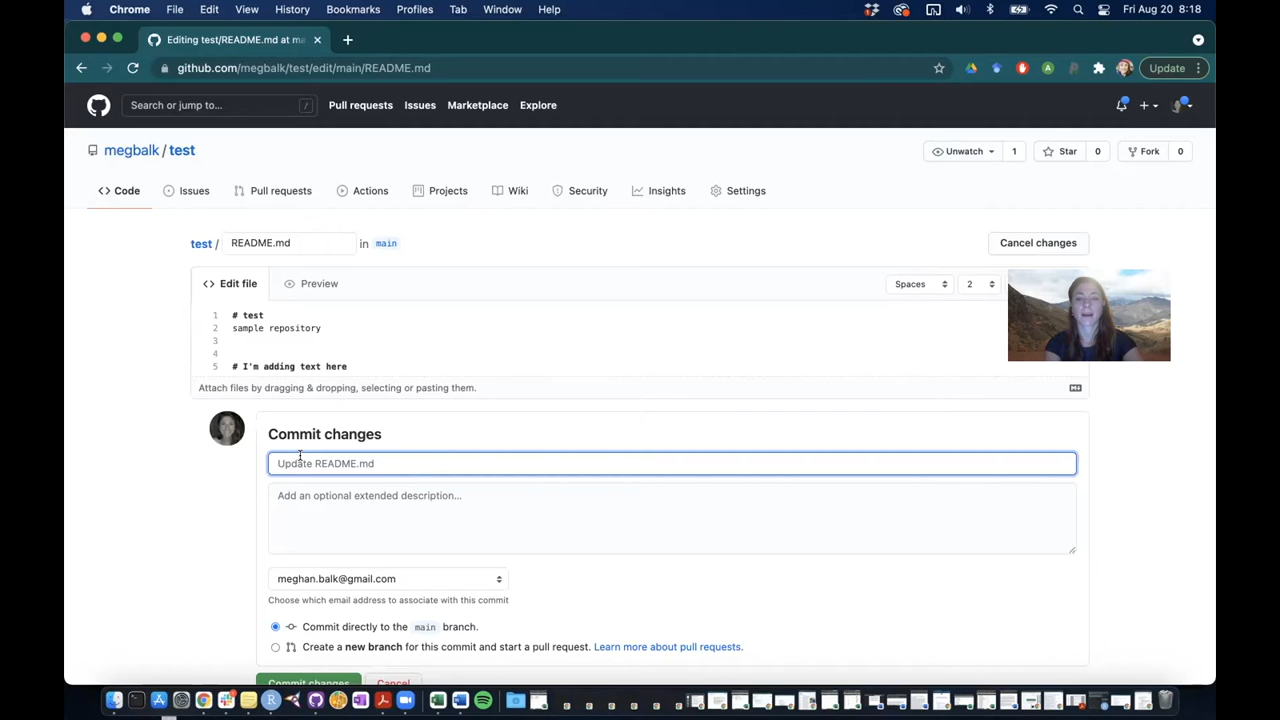 Chrome File Edit View History Bookmarks Profiles Tab Window Help Fri Aug 20 8:18
Editing test/README.md at ma
github.com/megbalk/test/edit/main/README.md Update
Search or jump to... / Pull requests Issues Marketplace Explore
megbalk / test Unwatch 1 Star 0 Fork 0
Code Issues Pull requests Actions Projects Wiki Security Insights Settings
test / README.md in main Cancel changes
Edit file Preview Spaces 2
1 # test
2 sample repository
3
4
5 # I'm adding text here
Attach files by dragging & dropping, selecting or pasting them.
Commit changes
Update README.md
Add an optional extended description...
meghan.balk@gmail.com
Choose which email address to associate with this commit
Commit directly to the main branch.
Create a new branch for this commit and start a pull request. Learn more about pull requests.
Commit changes Cancel